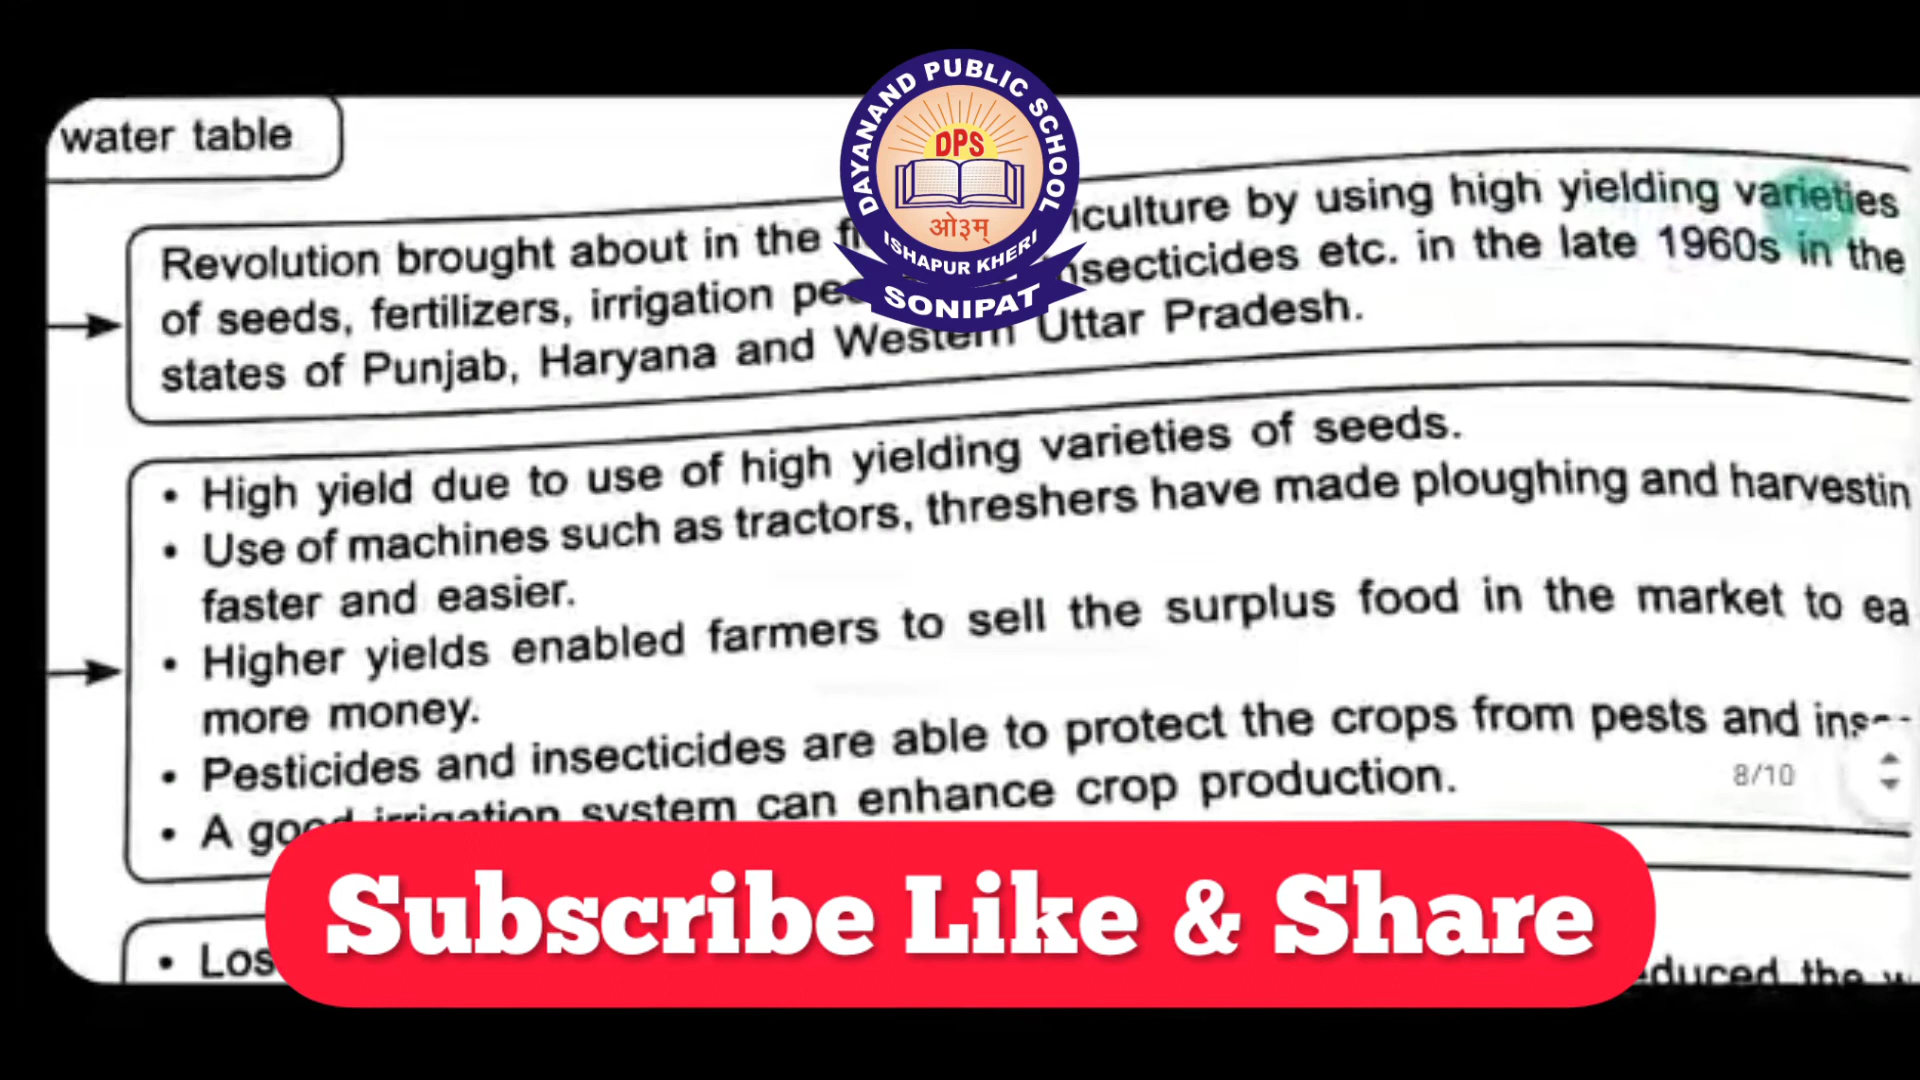 water table
DAYANAND PUBLIC SCHOOL
DPS
ओ३म्
ISHAPUR KHERI
SONIPAT
Revolution brought about in the iculture by using high yielding varieties
of seeds, fertilizers, irrigation insecticides etc. in the late 1960s in the
states of Punjab, Haryana and Western Uttar Pradesh.
• High yield due to use of high yielding varieties of seeds.
• Use of machines such as tractors, threshers have made ploughing and harvestin
faster and easier.
• Higher yields enabled farmers to sell the surplus food in the market to ea
more money.
• Pesticides and insecticides are able to protect the crops from pests and
• A good irrigation system can enhance crop production.
8/10
Subscribe Like & Share
• Los
educed the